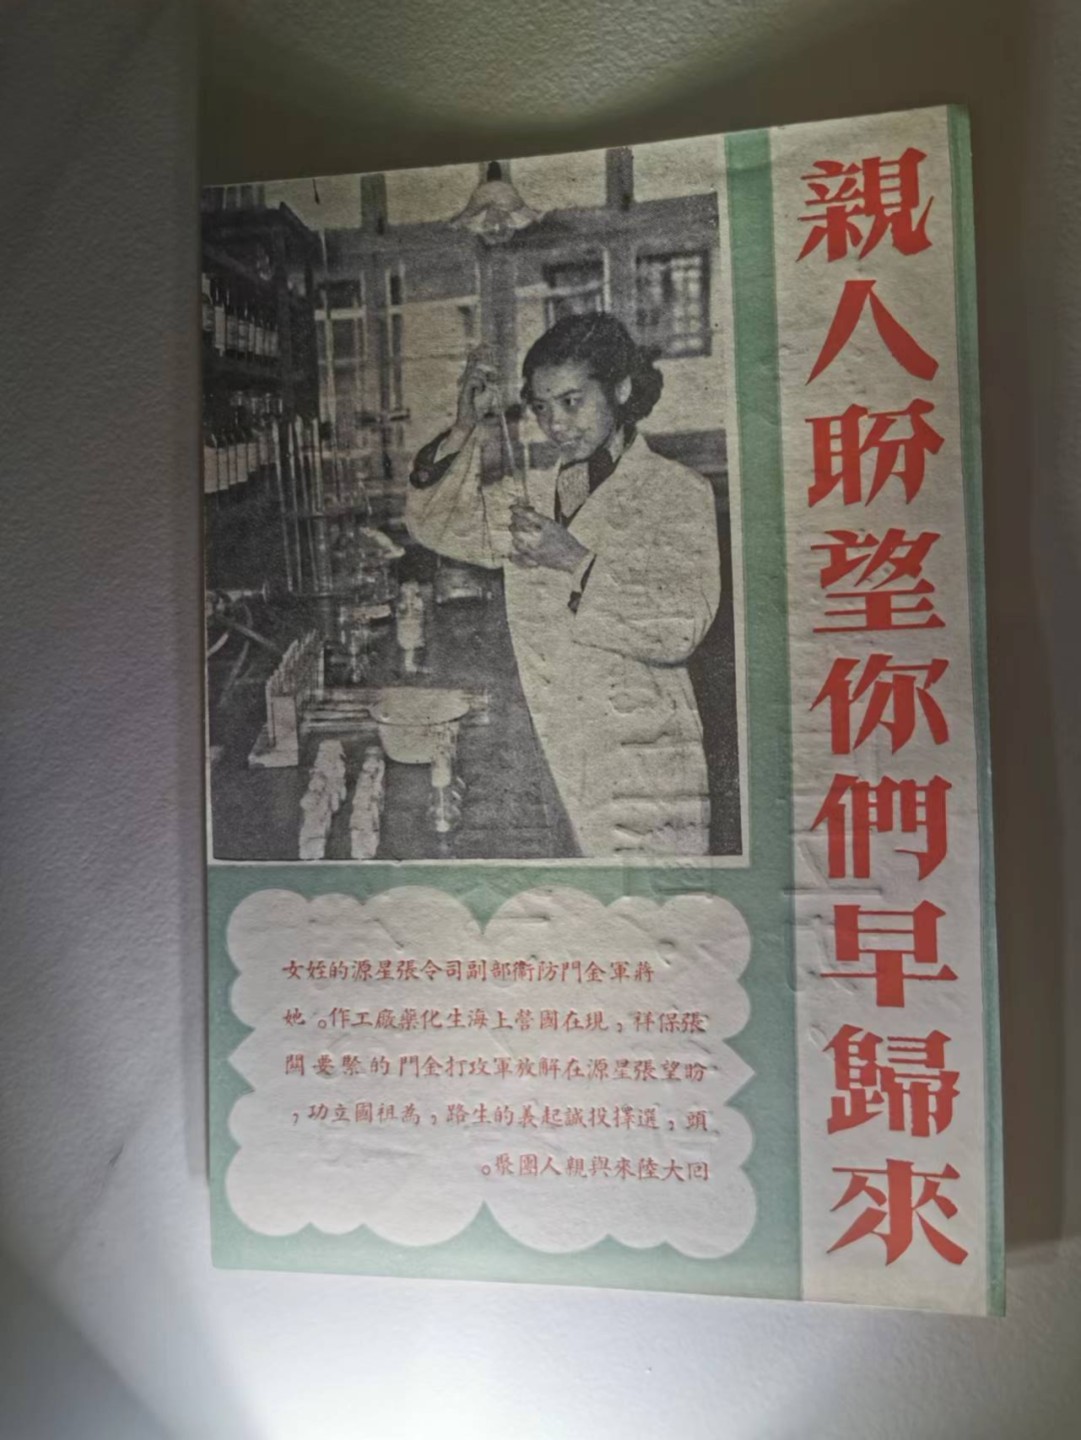 親人盼望你們早歸來
蔣軍金門防衛部副司令張星源的姪女
張保祥，現在國營上海生化藥廠工作。她
盼望張星源在解放軍攻打金門的緊要關
頭，選擇投誠起義的生路，為祖國立功，
回大陸來與親人團聚。